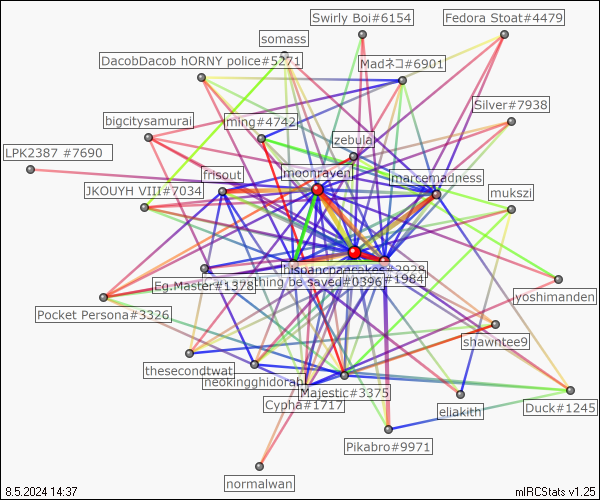 Swirly Boi#6154
Fedora Stoat#4479
somass
DacobDacob hORNY police#5271
Madネコ#6901
Silver#7938
bigcitysamurai
ming#4742
zebula
LPK2387 #7690
frisout
moonraven
marcemadness
JKOUYH VIII#7034
mukszi
hispancpancakes#2928
Eg.Master#1378
thing be saved#0396
#1984
yoshimanden
Pocket Persona#3326
shawntee9
thesecondtwat
neokingghidorah
Majestic#3375
Cypha#1717
eliakith
Duck#1245
Pikabro#9971
normalwan
8.5.2024 14:37
mIRCStats v1.25